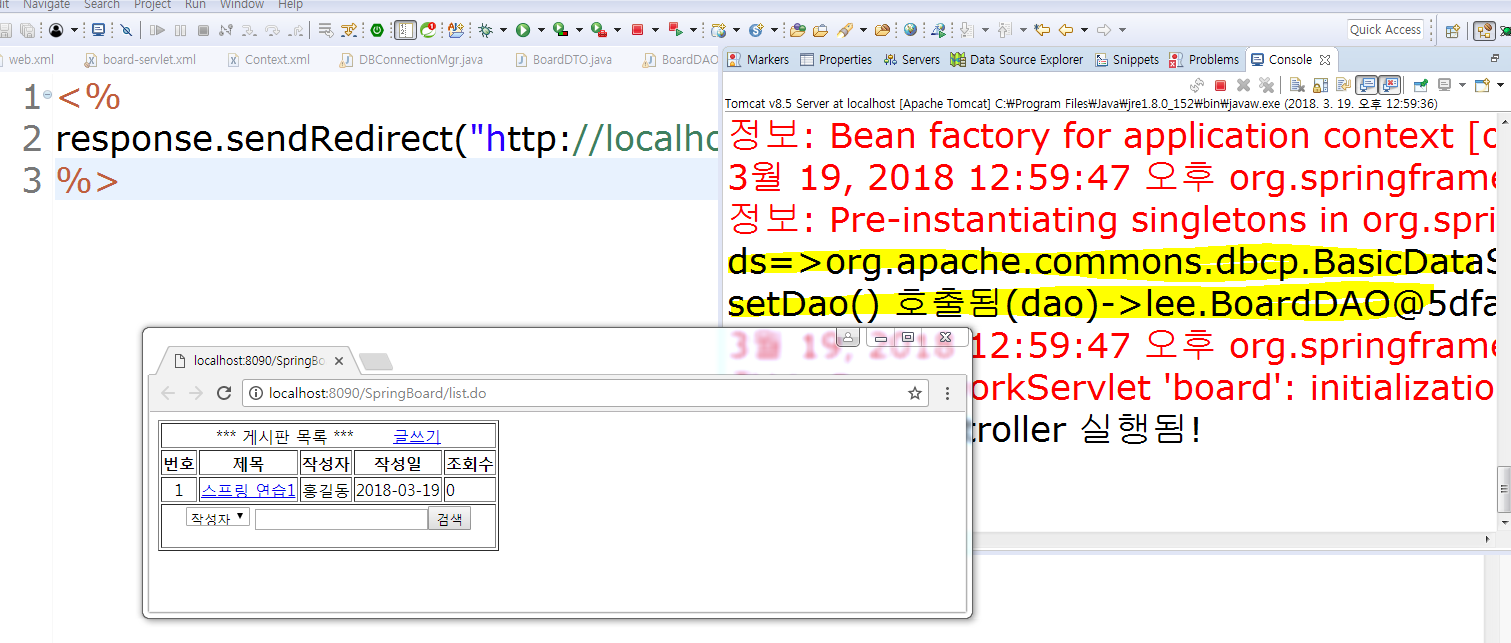 Navigate Search Project Run Window Help
Quick Access
web.xml board-servlet.xml Context.xml DBConnectionMgr.java BoardDTO.java BoardDAO
1 <%
2 response.sendRedirect("http://localhc
3 %>
Markers Properties Servers Data Source Explorer Snippets Problems Console
Tomcat v8.5 Server at localhost [Apache Tomcat] C:₩Program Files₩Java₩jre1.8.0_152₩bin₩javaw.exe (2018. 3. 19. 오후 12:59:36)
정보: Bean factory for application context [o
3월 19, 2018 12:59:47 오후 org.springframe
정보: Pre-instantiating singletons in org.spri
ds=>org.apache.commons.dbcp.BasicDataS
setDao() 호출됨(dao)->lee.BoardDAO@5dfa
3월 19, 2018 12:59:47 오후 org.springframe
orkServlet 'board': initializatio
troller 실행됨!
localhost:8090/SpringBo
localhost:8090/SpringBoard/list.do
*** 게시판 목록 *** 글쓰기
번호 제목 작성자 작성일 조회수
1 스프링 연습1 홍길동 2018-03-19 0
작성자 검색